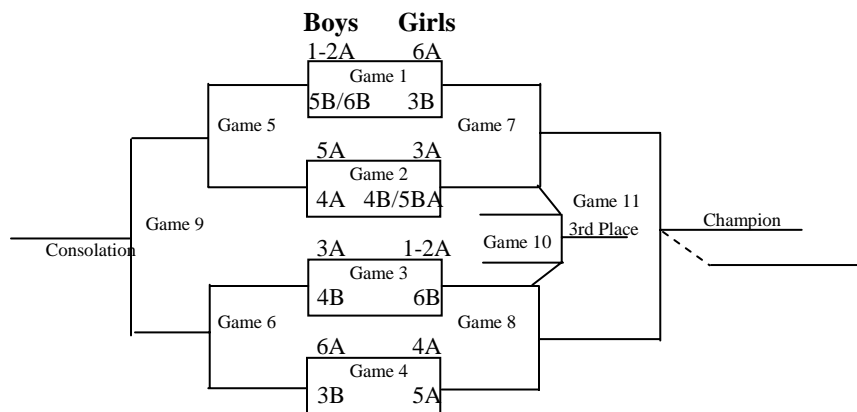 Boys Girls
1-2A 6A
Game 1
5B/6B 3B
Game 5 Game 7
5A 3A
Game 2
4A 4B/5BA
Game 11
Game 9 Champion
Game 10 3rd Place
Consolation
3A 1-2A
Game 3
4B 6B
Game 6 Game 8
6A 4A
Game 4
3B 5A